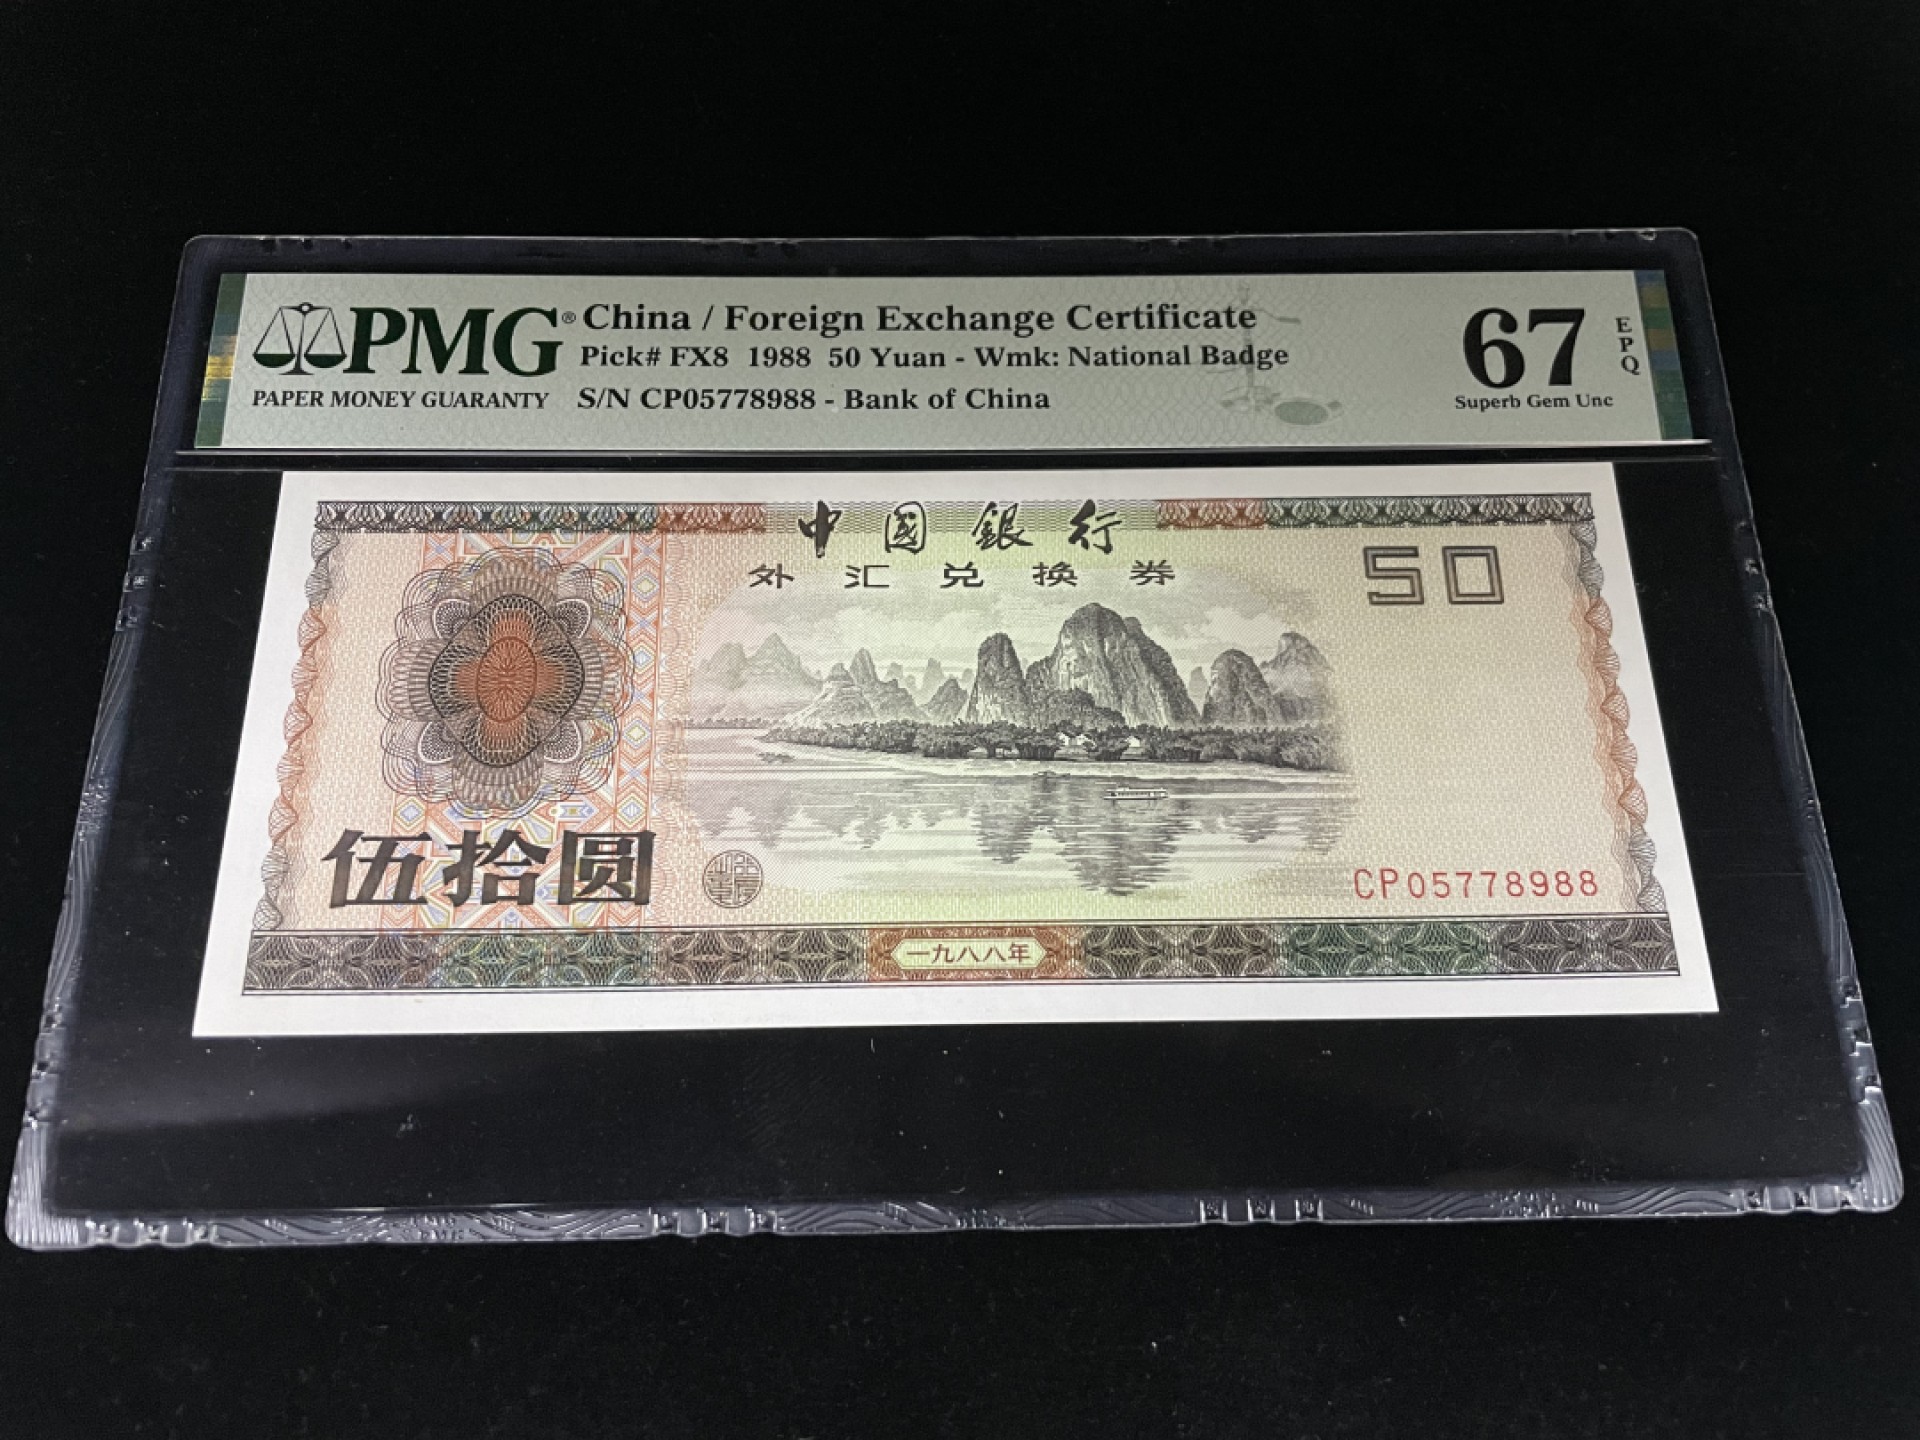 PMG®
PAPER MONEY GUARANTY
China / Foreign Exchange Certificate
Pick# FX8 1988 50 Yuan - Wmk: National Badge
S/N CP05778988 - Bank of China
67
EPQ
Superb Gem Unc
中國銀行
外汇兑换券
50
伍拾圆
CP05778988
一九八八年